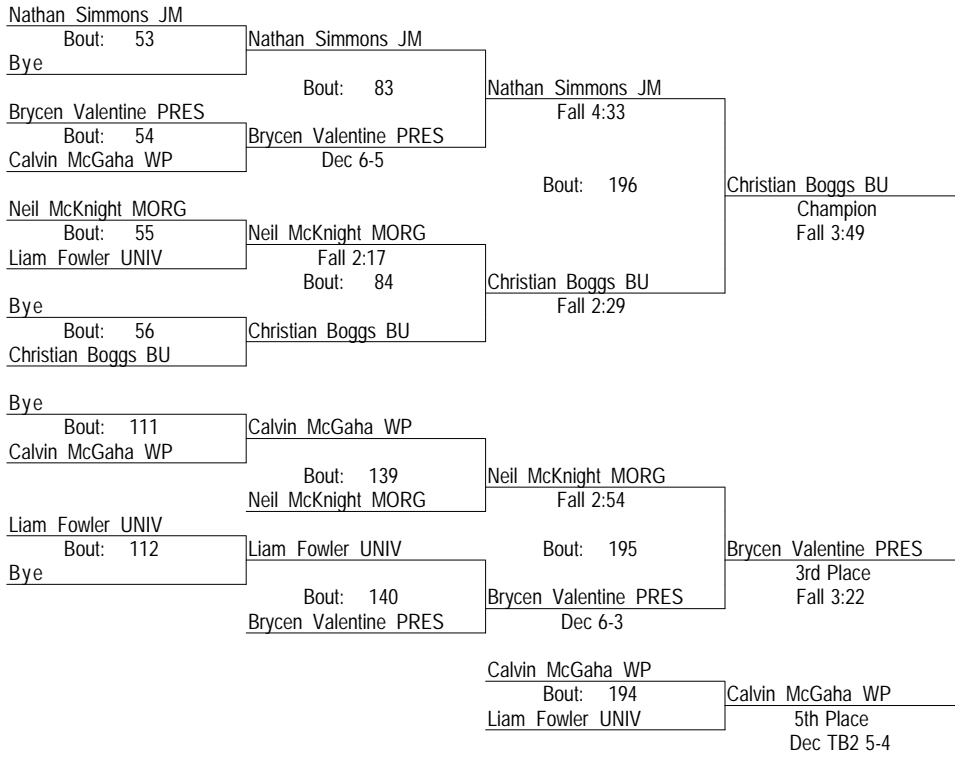 Nathan Simmons JM
Bout: 53
Nathan Simmons JM
Bye
Bout: 83
Nathan Simmons JM
Fall 4:33
Brycen Valentine PRES
Bout: 54
Brycen Valentine PRES
Calvin McGaha WP
Dec 6-5
Bout: 196
Christian Boggs BU
Champion
Fall 3:49
Neil McKnight MORG
Bout: 55
Neil McKnight MORG
Liam Fowler UNIV
Fall 2:17
Bout: 84
Christian Boggs BU
Fall 2:29
Bye
Bout: 56
Christian Boggs BU
Christian Boggs BU
Bye
Bout: 111
Calvin McGaha WP
Calvin McGaha WP
Bout: 139
Neil McKnight MORG
Neil McKnight MORG
Fall 2:54
Liam Fowler UNIV
Bout: 112
Liam Fowler UNIV
Bye
Bout: 195
Brycen Valentine PRES
3rd Place
Fall 3:22
Bout: 140
Brycen Valentine PRES
Brycen Valentine PRES
Dec 6-3
Calvin McGaha WP
Bout: 194
Calvin McGaha WP
Liam Fowler UNIV
5th Place
Dec TB2 5-4